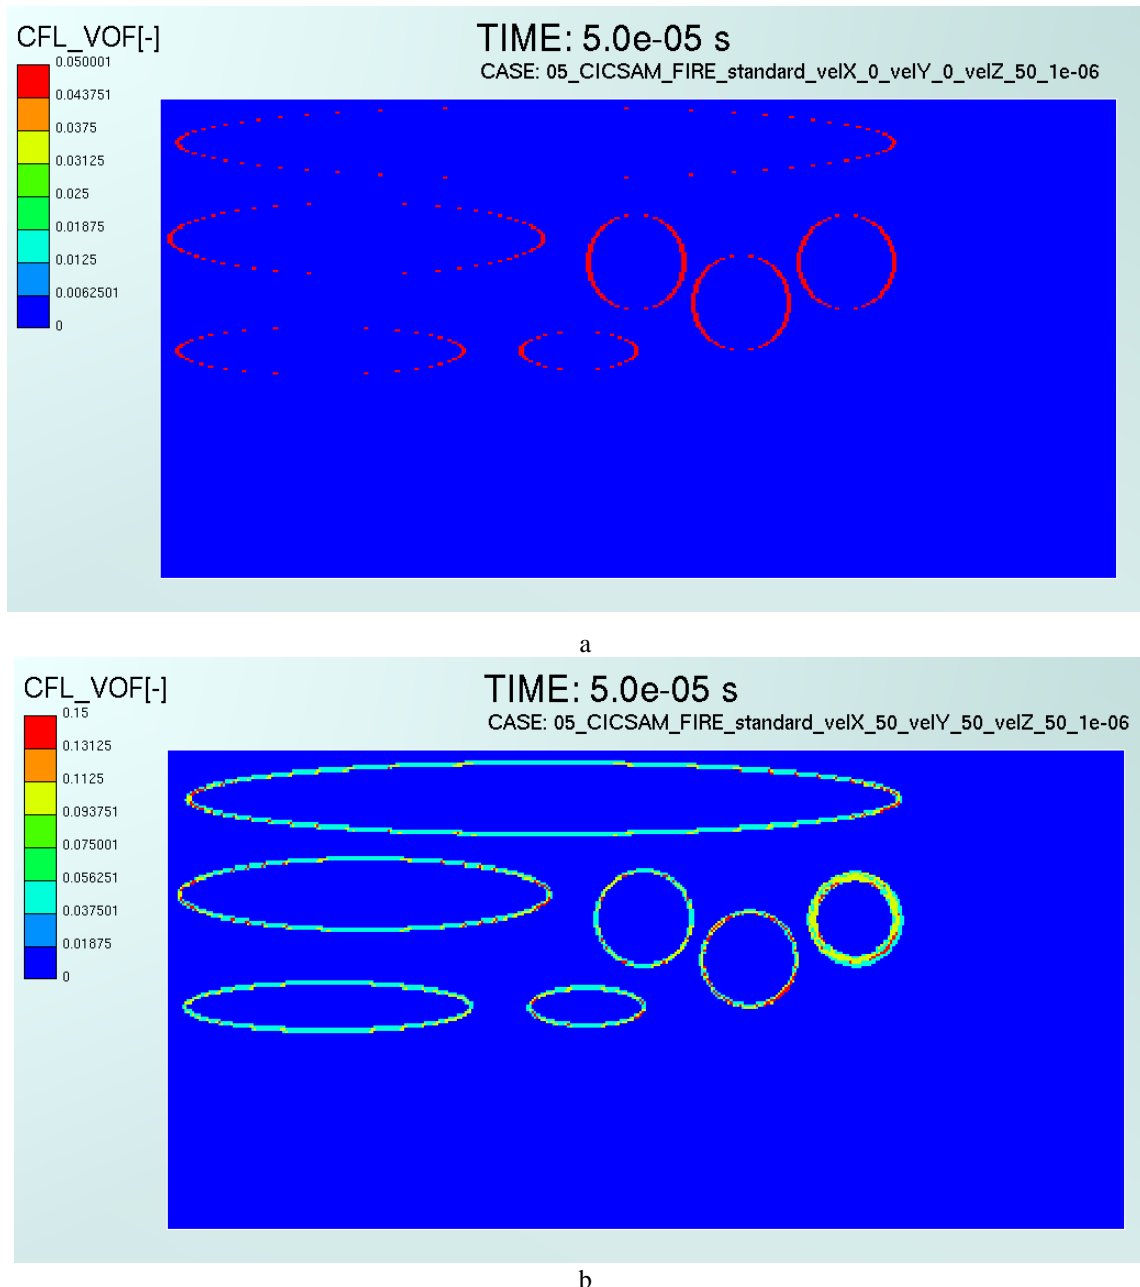 CFL_VOF[-]
TIME: 5.0e-05 s
CASE: 05_CICSAM_FIRE_standard_velX_0_velY_0_velZ_50_1e-06
0.050001
0.043751
0.0375
0.03125
0.025
0.01875
0.0125
0.0062501
0
a
CFL_VOF[-]
TIME: 5.0e-05 s
CASE: 05_CICSAM_FIRE_standard_velX_50_velY_50_velZ_50_1e-06
0.15
0.13125
0.1125
0.093751
0.075001
0.056251
0.037501
0.01875
0
b